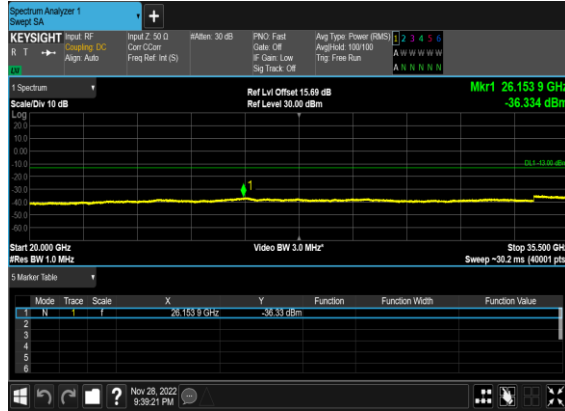 Spectrum Analyzer 1
Swept SA
+
KEYSIGHT Input: RF Input Z: 50 Ω #Atten: 30 dB PNO: Fast Avg Type: Power (RMS) 1 2 3 4 5 6
R T Coupling: DC Corr CCorr Gate: Off Avg|Hold: 100/100 A W W W W W
Align: Auto Freq Ref: Int (S) IF Gain: Low Trig: Free Run
Sig Track: Off A N N N N N
1 Spectrum Ref Lvl Offset 15.69 dB Mkr1 26.153 9 GHz
Scale/Div 10 dB Ref Level 30.00 dBm -36.334 dBm
Log
20.0
10.0
0.00
-10.0
DL1 -13.00 dBm
-20.0
1
-30.0
-40.0
-50.0
-60.0
Start 20.000 GHz Video BW 3.0 MHz* Stop 35.500 GHz
#Res BW 1.0 MHz Sweep ~30.2 ms (40001 pts)
5 Marker Table
Mode Trace Scale X Y Function Function Width Function Value
1 N 1 f 26.153 9 GHz -36.33 dBm
2
3
4
5
6
? Nov 28, 2022
9:39:21 PM